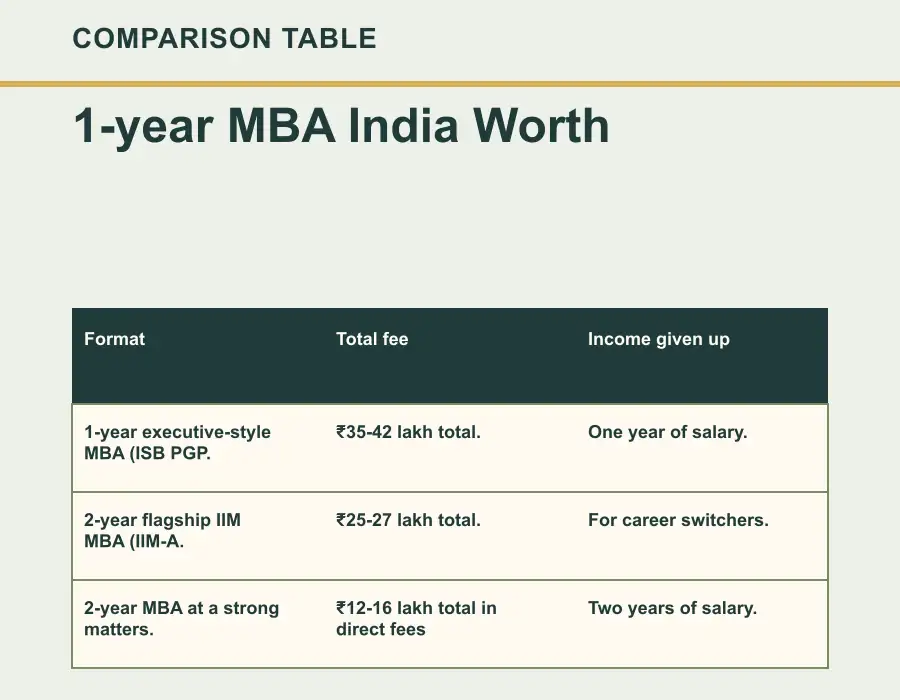 COMPARISON TABLE
1-year MBA India Worth
Format Total fee Income given up
1-year executive-style ₹35-42 lakh total. One year of salary.
MBA (ISB PGP.
2-year flagship IIM ₹25-27 lakh total. For career switchers.
MBA (IIM-A.
2-year MBA at a strong ₹12-16 lakh total in Two years of salary.
matters. direct fees